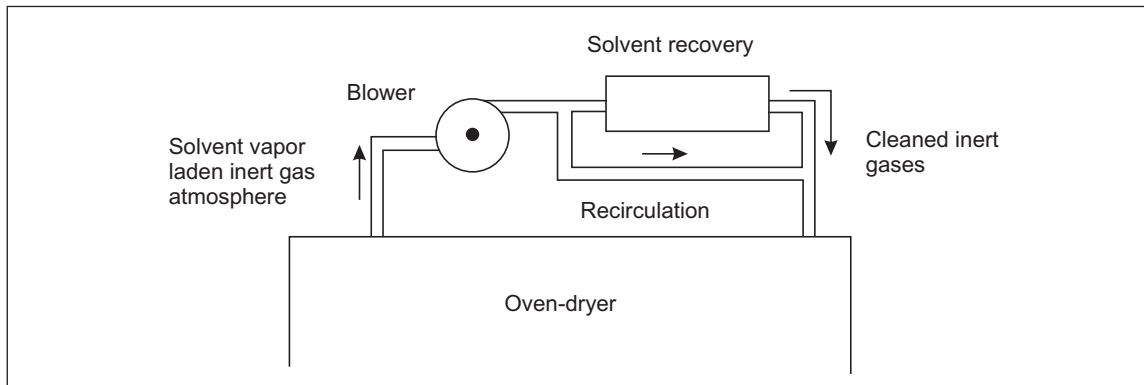 Solvent recovery
Blower
Solvent vapor
laden inert gas
atmosphere
Cleaned inert
gases
Recirculation
Oven-dryer